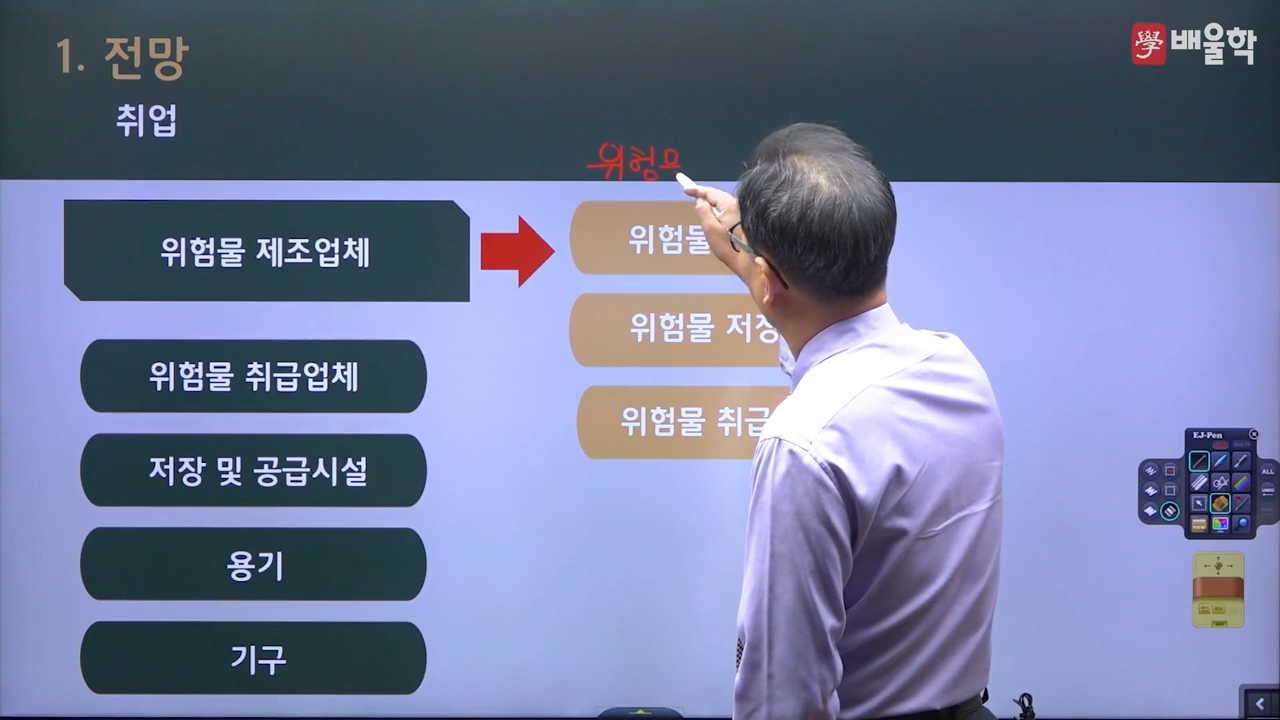 1. 전망
취업
學 배울학
위험물 제조업체
위험물 취급업체
저장 및 공급시설
용기
기구
위험
위험물
위험물 저장
위험물 취급
EJ-Pen
ALL